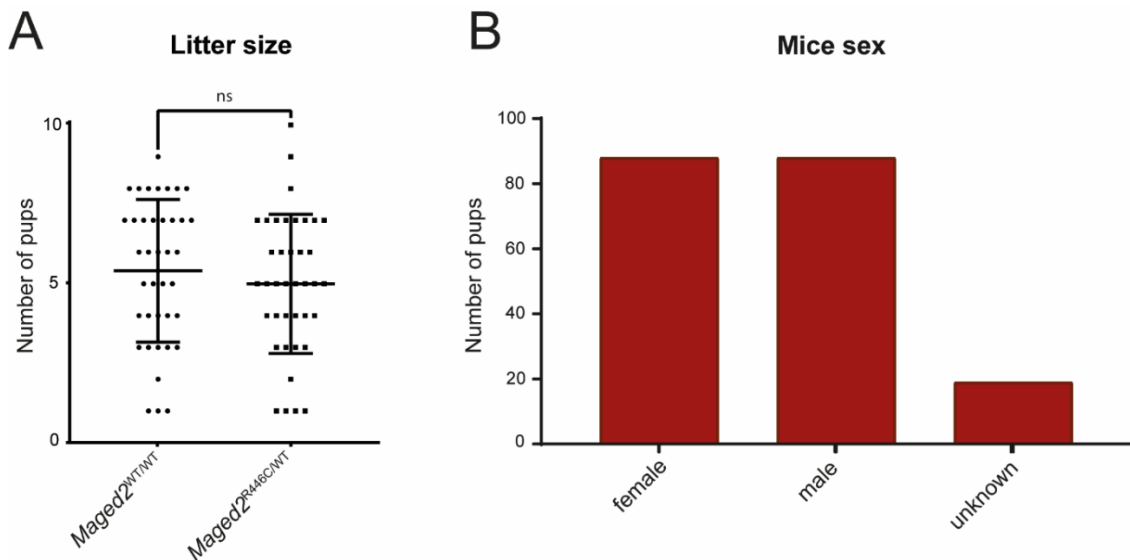 A
Litter size
ns
Number of pups
10
5
0
Maged2WT/WT
Maged2R446C/WT
B
Mice sex
Number of pups
100
80
60
40
20
0
female
male
unknown